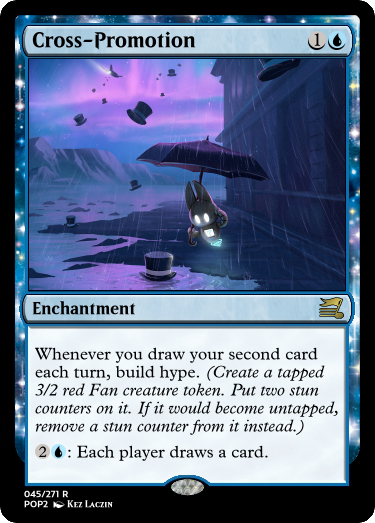 Cross-Promotion 1
Enchantment
Whenever you draw your second card
each turn, build hype. (Create a tapped
3/2 red Fan creature token. Put two stun
counters on it. If it would become untapped,
remove a stun counter from it instead.)
2 : Each player draws a card.
045/271 R
POP2 Kez Laczin